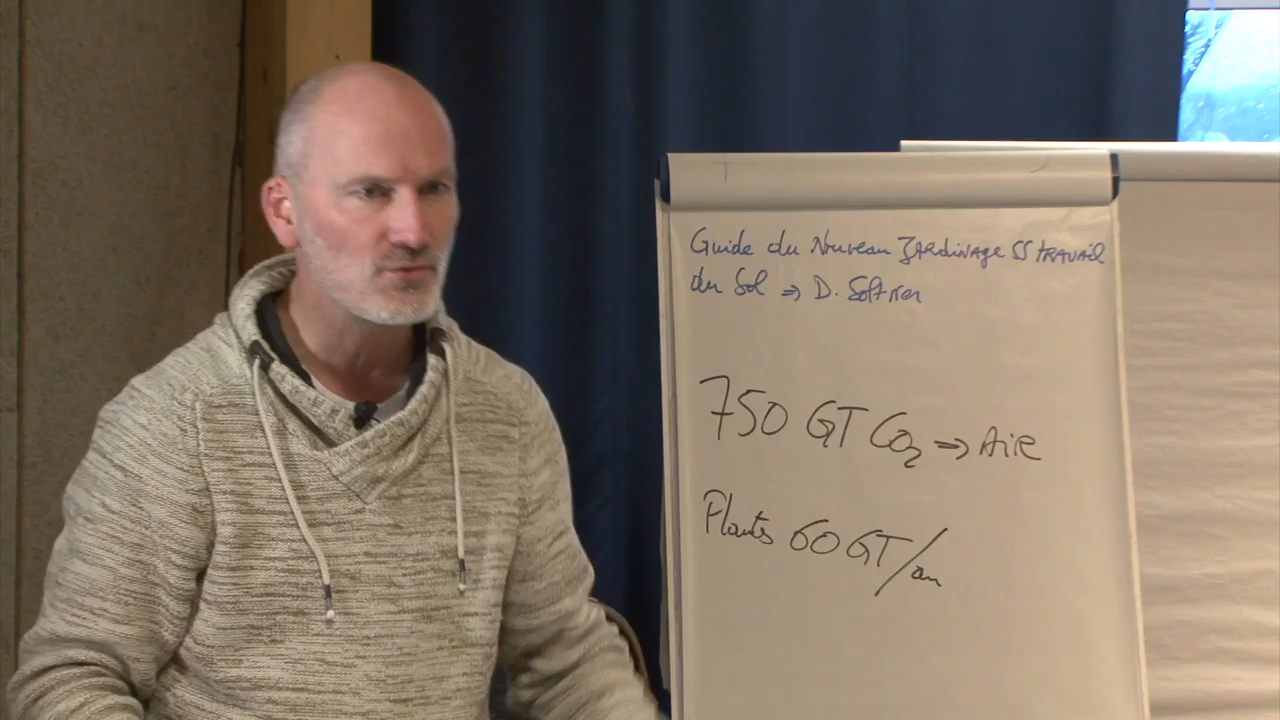 Guide du Nouveau Jardinage SS travail
du Sol => D. Soltner
750 GT CO2 => AIR
Plants 60 GT/an